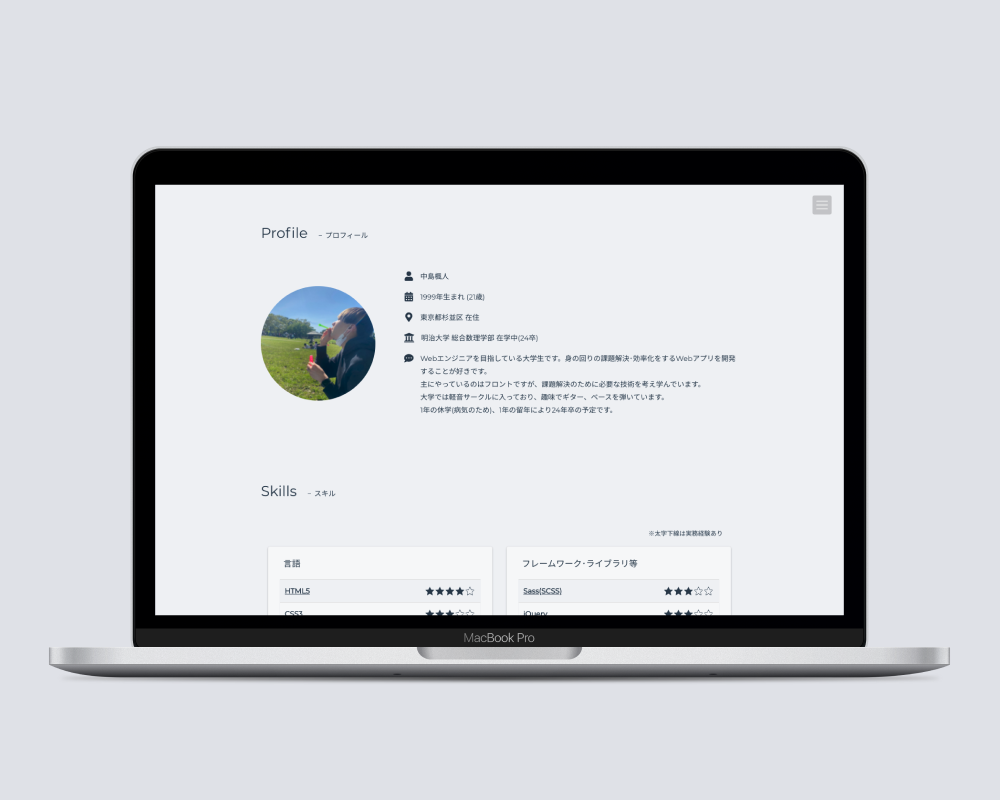 Profile - プロフィール
中島楓人
1999年生まれ (21歳)
東京都杉並区 在住
明治大学 総合数理学部 在学中(24卒)
Webエンジニアを目指している大学生です。身の回りの課題解決･効率化をするWebアプリを開発
することが好きです。
主にやっているのはフロントですが、課題解決のために必要な技術を考え学んでいます。
大学では軽音サークルに入っており、趣味でギター、ベースを弾いています。
1年の休学(病気のため)、1年の留年により24年卒の予定です。
Skills - スキル
※太字下線は実務経験あり
言語
フレームワーク･ライブラリ等
HTML5 ★★★★☆
Sass(SCSS) ★★★☆☆
CSS3 ★★★☆☆
jQuery ★★★☆☆
MacBook Pro